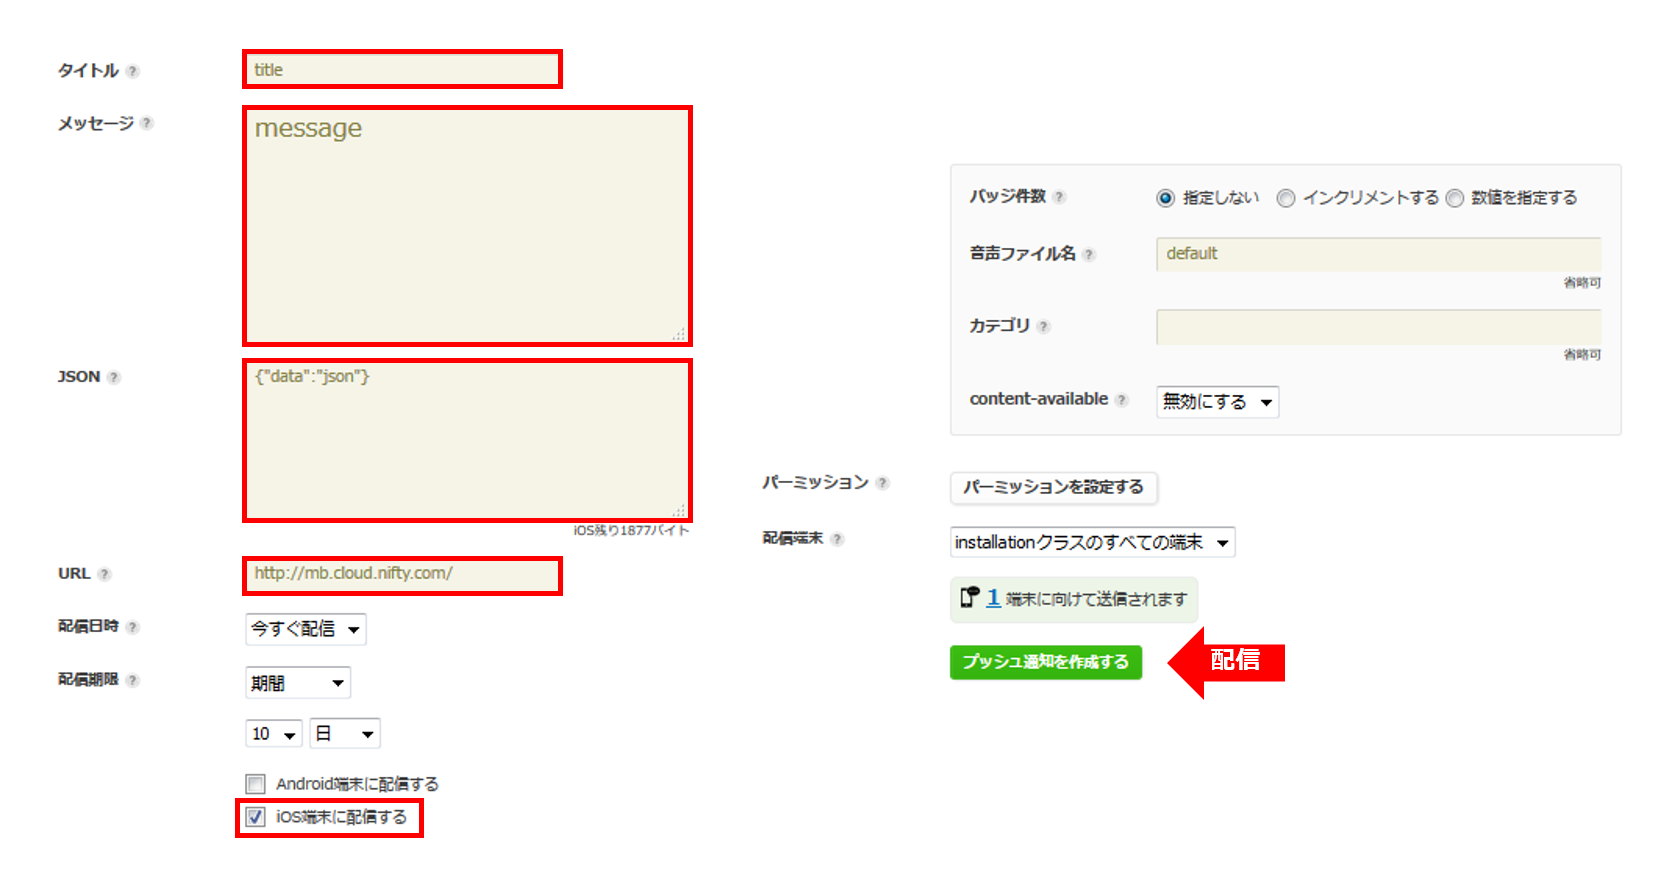 タイトル ?
title
メッセージ ?
message
JSON ?
{"data":"json"}
iOS残り1877バイト
URL ?
http://mb.cloud.nifty.com/
配信日時 ?
今すぐ配信
配信期限 ?
期間
10 日
Android端末に配信する
iOS端末に配信する
バッジ件数 ?
指定しない インクリメントする 数値を指定する
音声ファイル名 ?
default
省略可
カテゴリ ?
省略可
content-available ?
無効にする
パーミッション ?
パーミッションを設定する
配信端末 ?
installationクラスのすべての端末
1 端末に向けて送信されます
プッシュ通知を作成する
配信